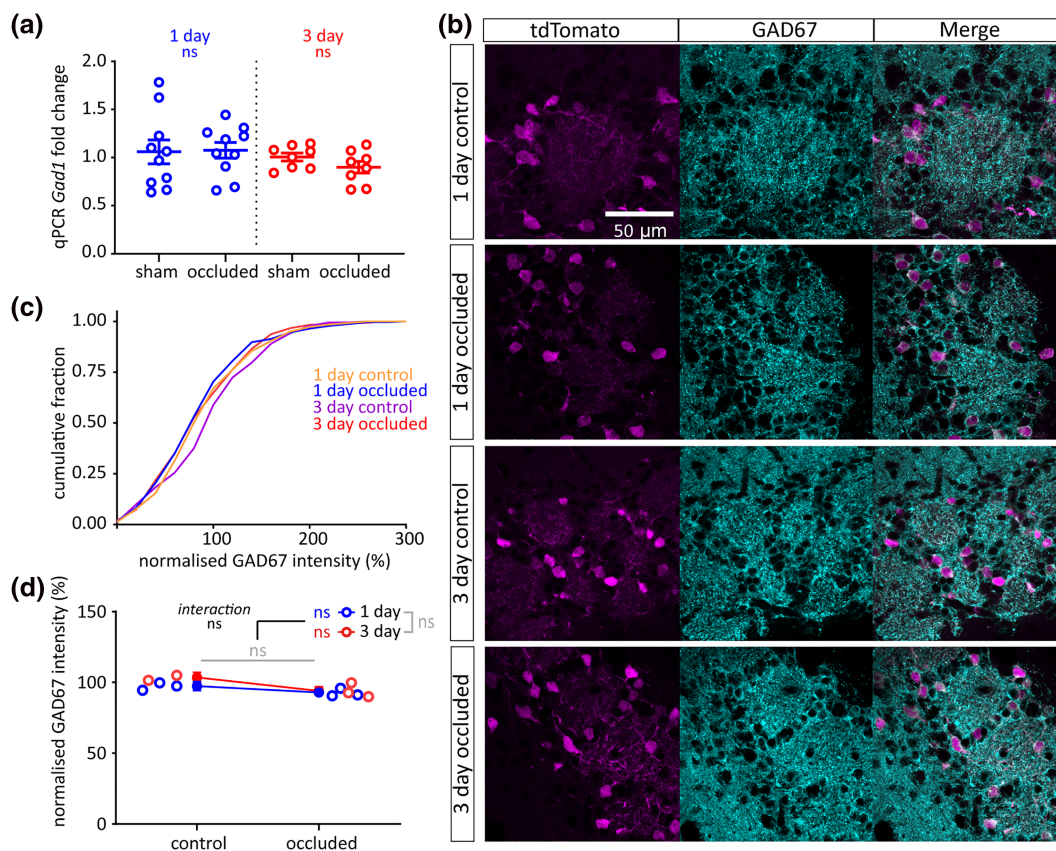 (a)
1 day
ns
3 day
ns
qPCR Gad1 fold change
2.0
1.5
1.0
0.5
0.0
sham
occluded
sham
occluded
(b)
tdTomato
GAD67
Merge
1 day control
50 µm
1 day occluded
3 day control
3 day occluded
(c)
cumulative fraction
1.00
0.75
0.50
0.25
0.00
1 day control
1 day occluded
3 day control
3 day occluded
0
100
200
300
normalised GAD67 intensity (%)
(d)
normalised GAD67 intensity (%)
150
100
50
0
interaction
ns
ns 1 day
ns 3 day
ns
ns
control
occluded